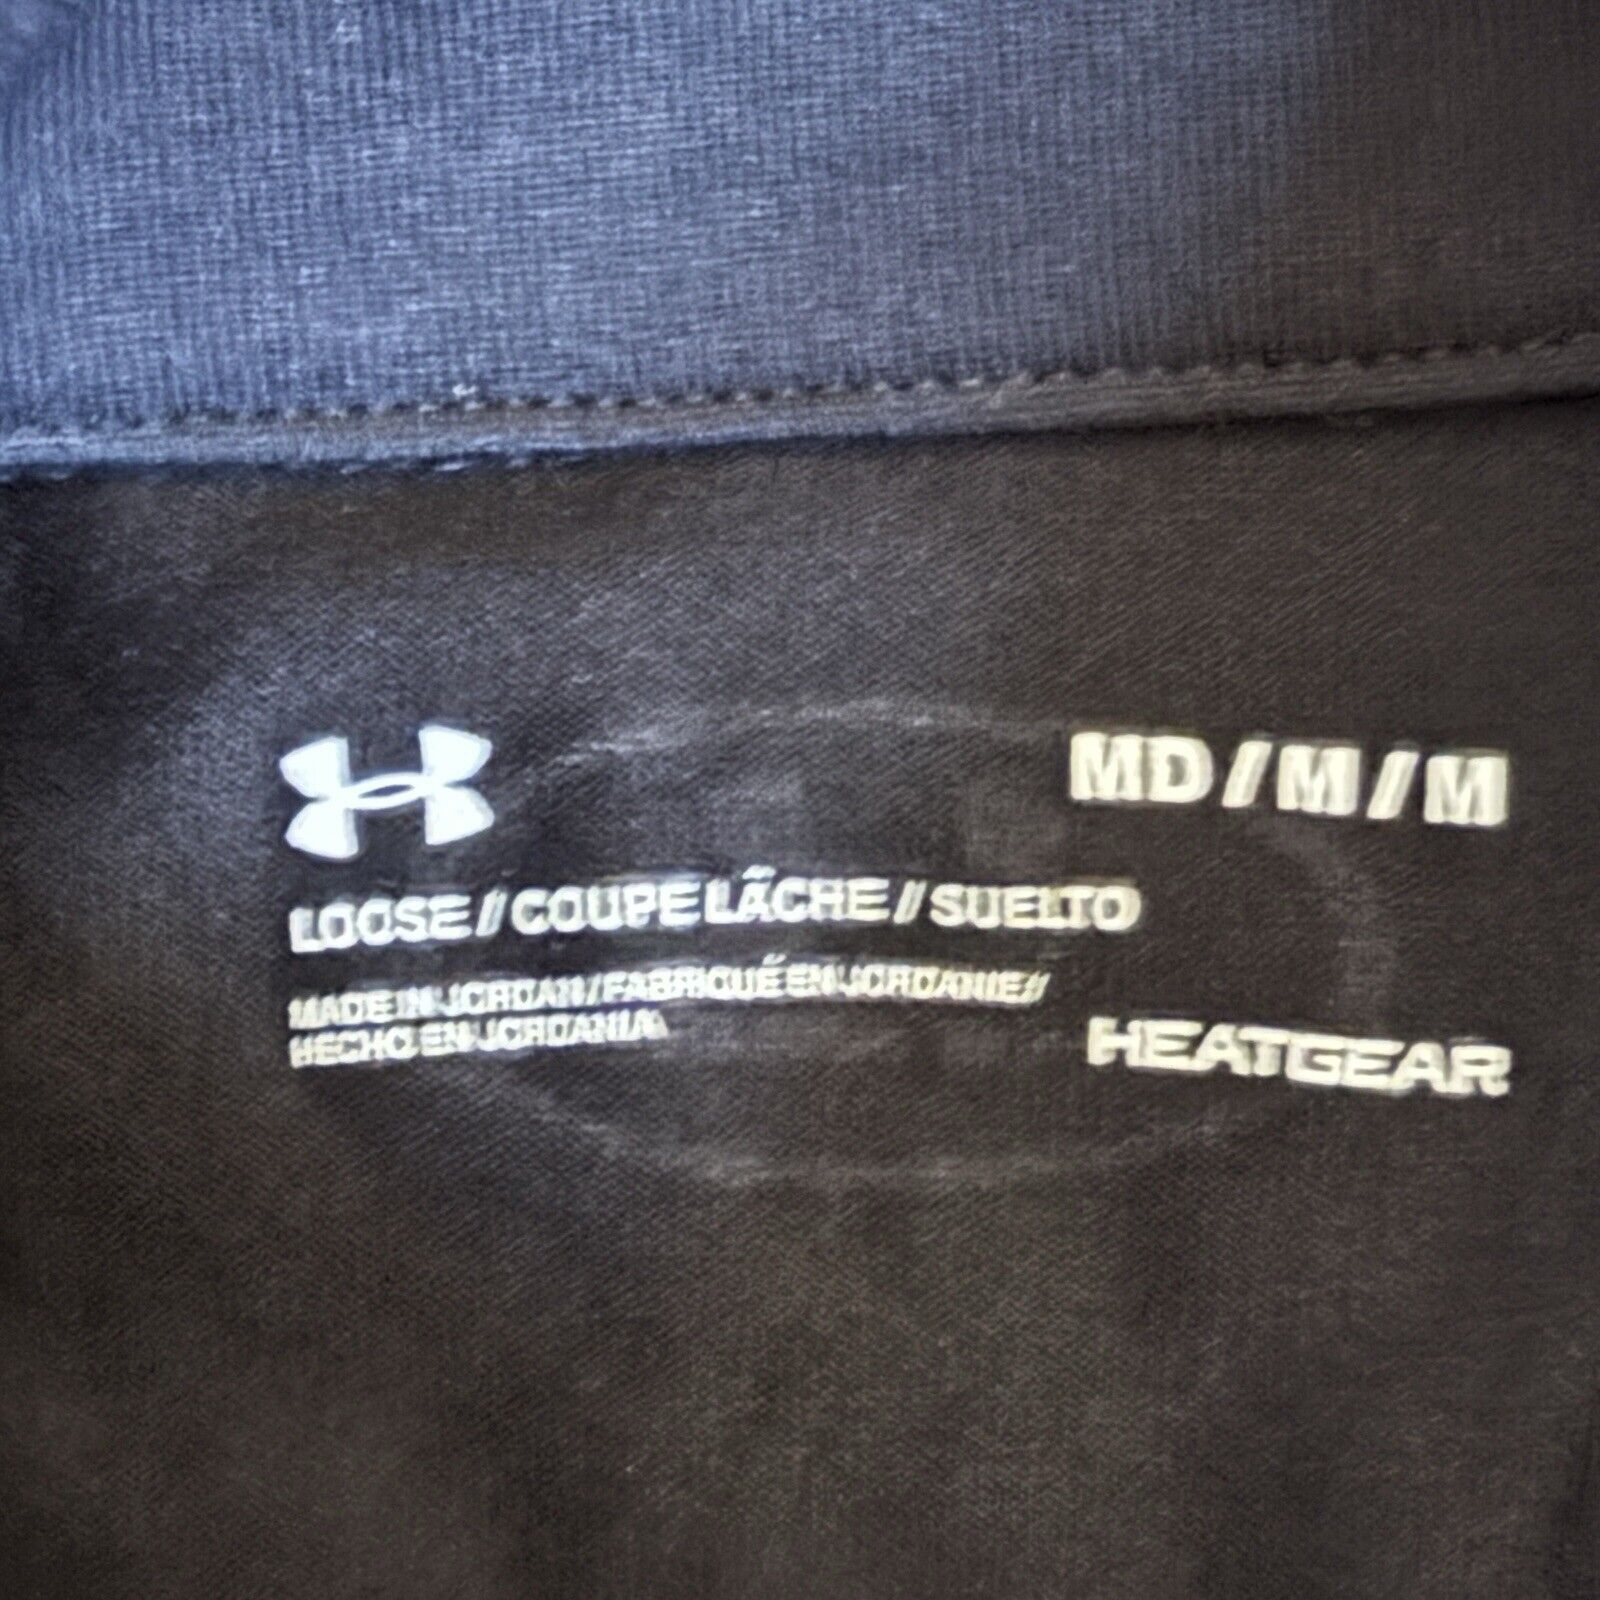 MD / M / M
LOOSE // COUPE LÂCHE // SUELTO
MADE IN JORDAN // FABRIQUÉ EN JORDANIE //
HECHO EN JORDANIA
HEATGEAR